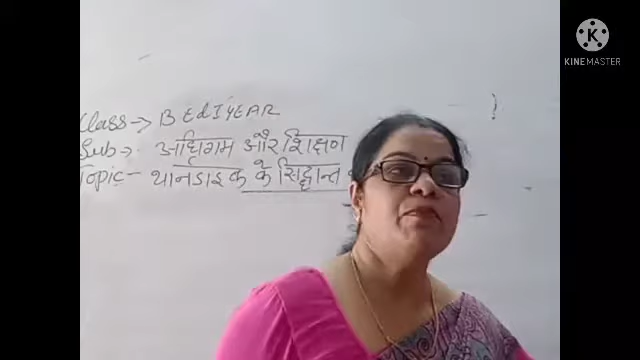 Class → B Ed I YEAR
Sub : अधिगम और शिक्षण
Topic - थार्नडाइक के सिद्धान्त
KINEMASTER